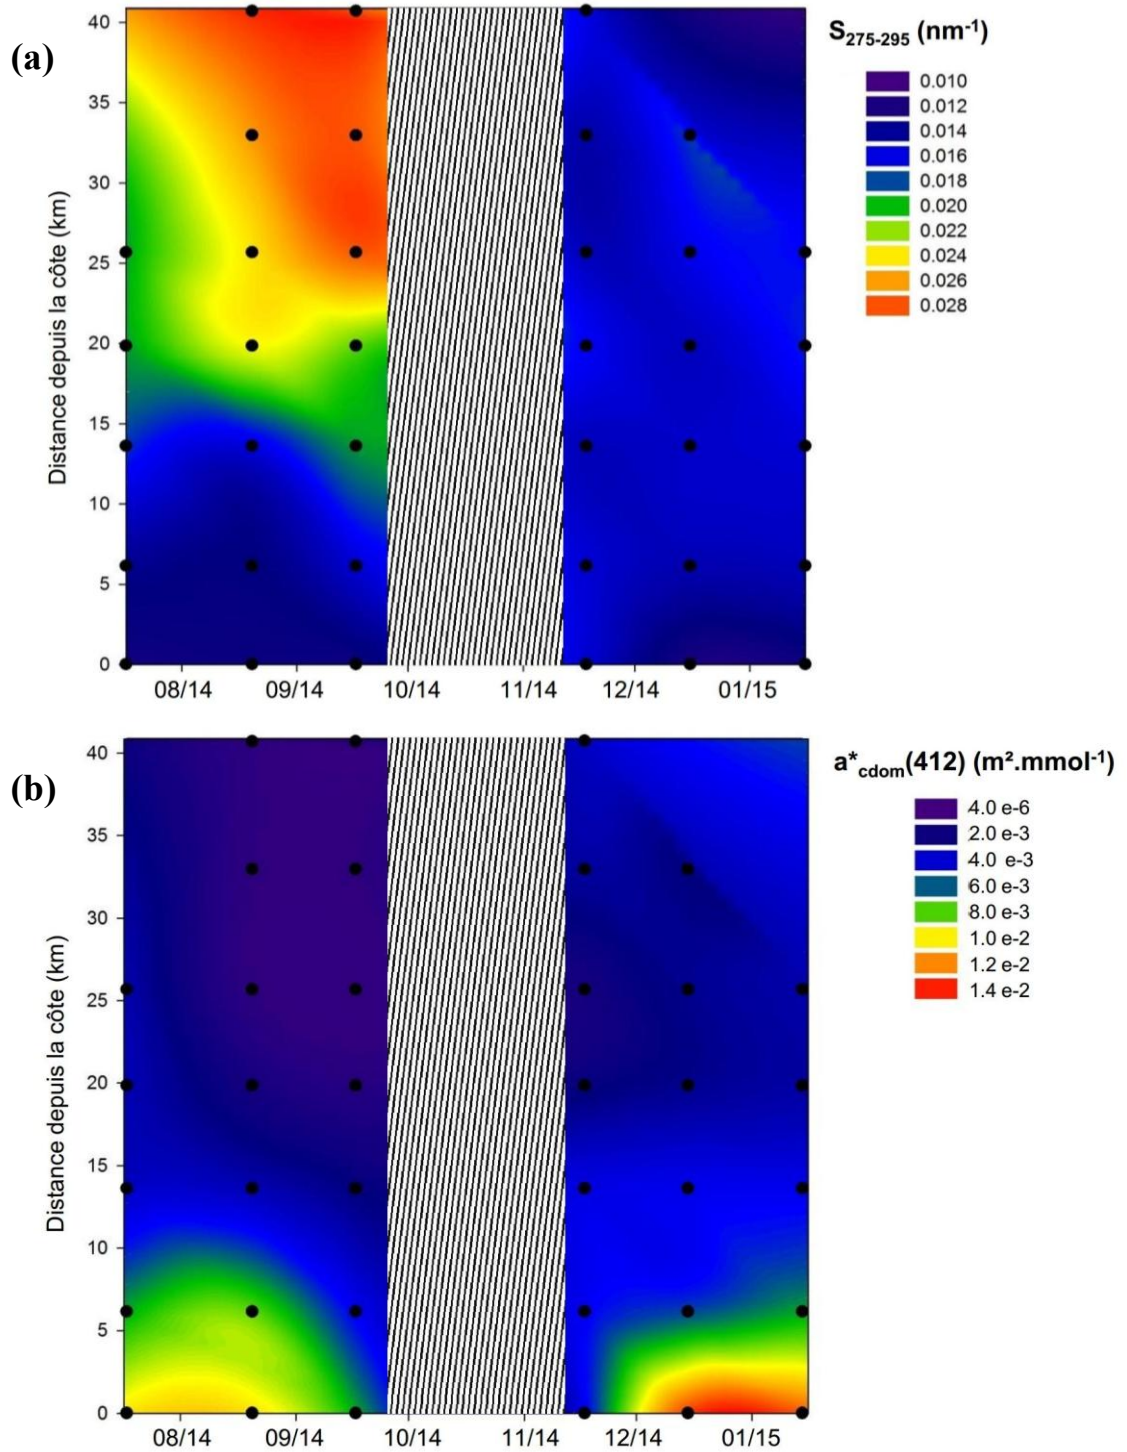 (a)
S275-295 (nm-1)
0.010
0.012
0.014
0.016
0.018
0.020
0.022
0.024
0.026
0.028
Distance depuis la côte (km)
40
35
30
25
20
15
10
5
0
08/14 09/14 10/14 11/14 12/14 01/15
(b)
a*cdom(412) (m².mmol-1)
4.0 e-6
2.0 e-3
4.0 e-3
6.0 e-3
8.0 e-3
1.0 e-2
1.2 e-2
1.4 e-2
Distance depuis la côte (km)
40
35
30
25
20
15
10
5
0
08/14 09/14 10/14 11/14 12/14 01/15